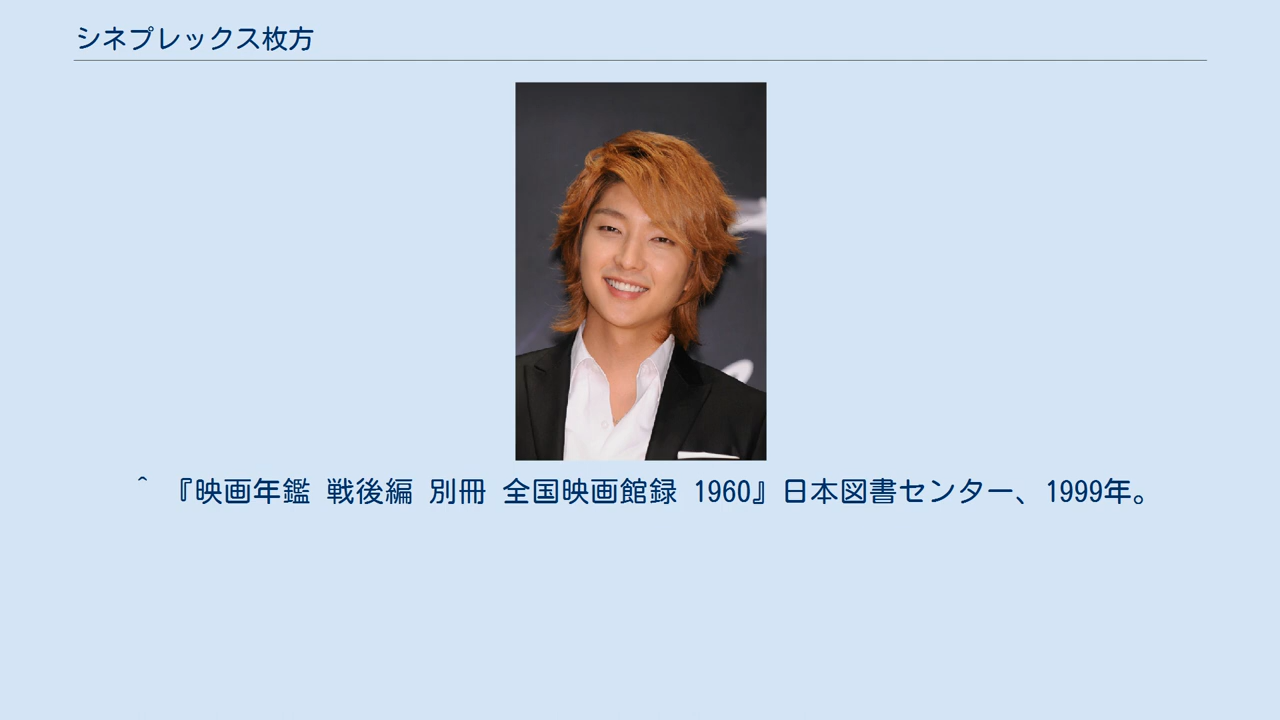 シネプレックス枚方
^ 『映画年鑑 戦後編 別冊 全国映画館録 1960』日本図書センター、1999年。